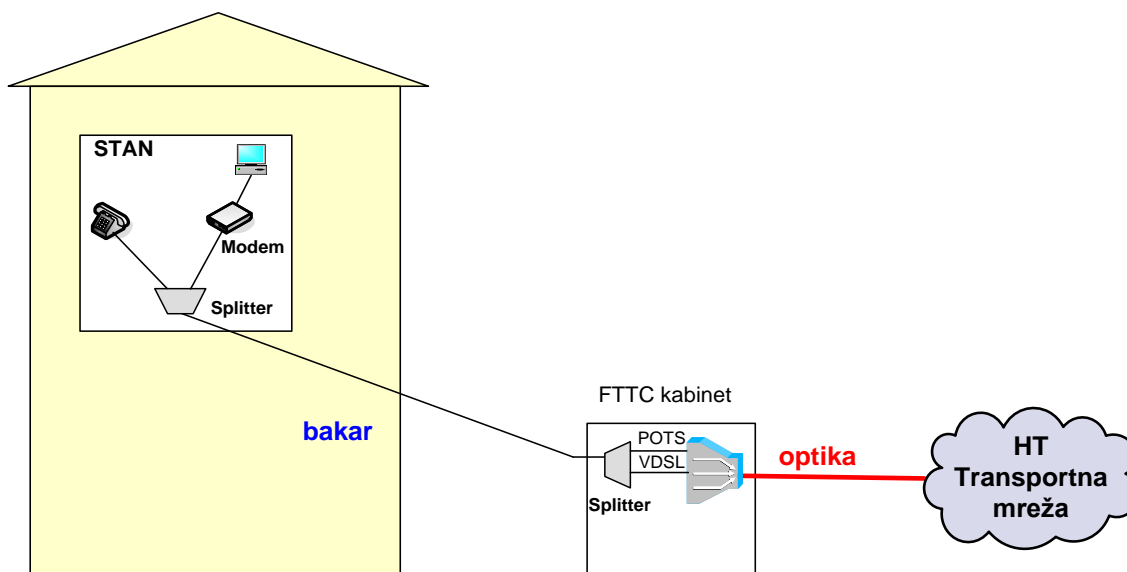 STAN
Modem
Splitter
bakar
FTTC kabinet
POTS
VDSL
Splitter
optika
HT
Transportna
mreža